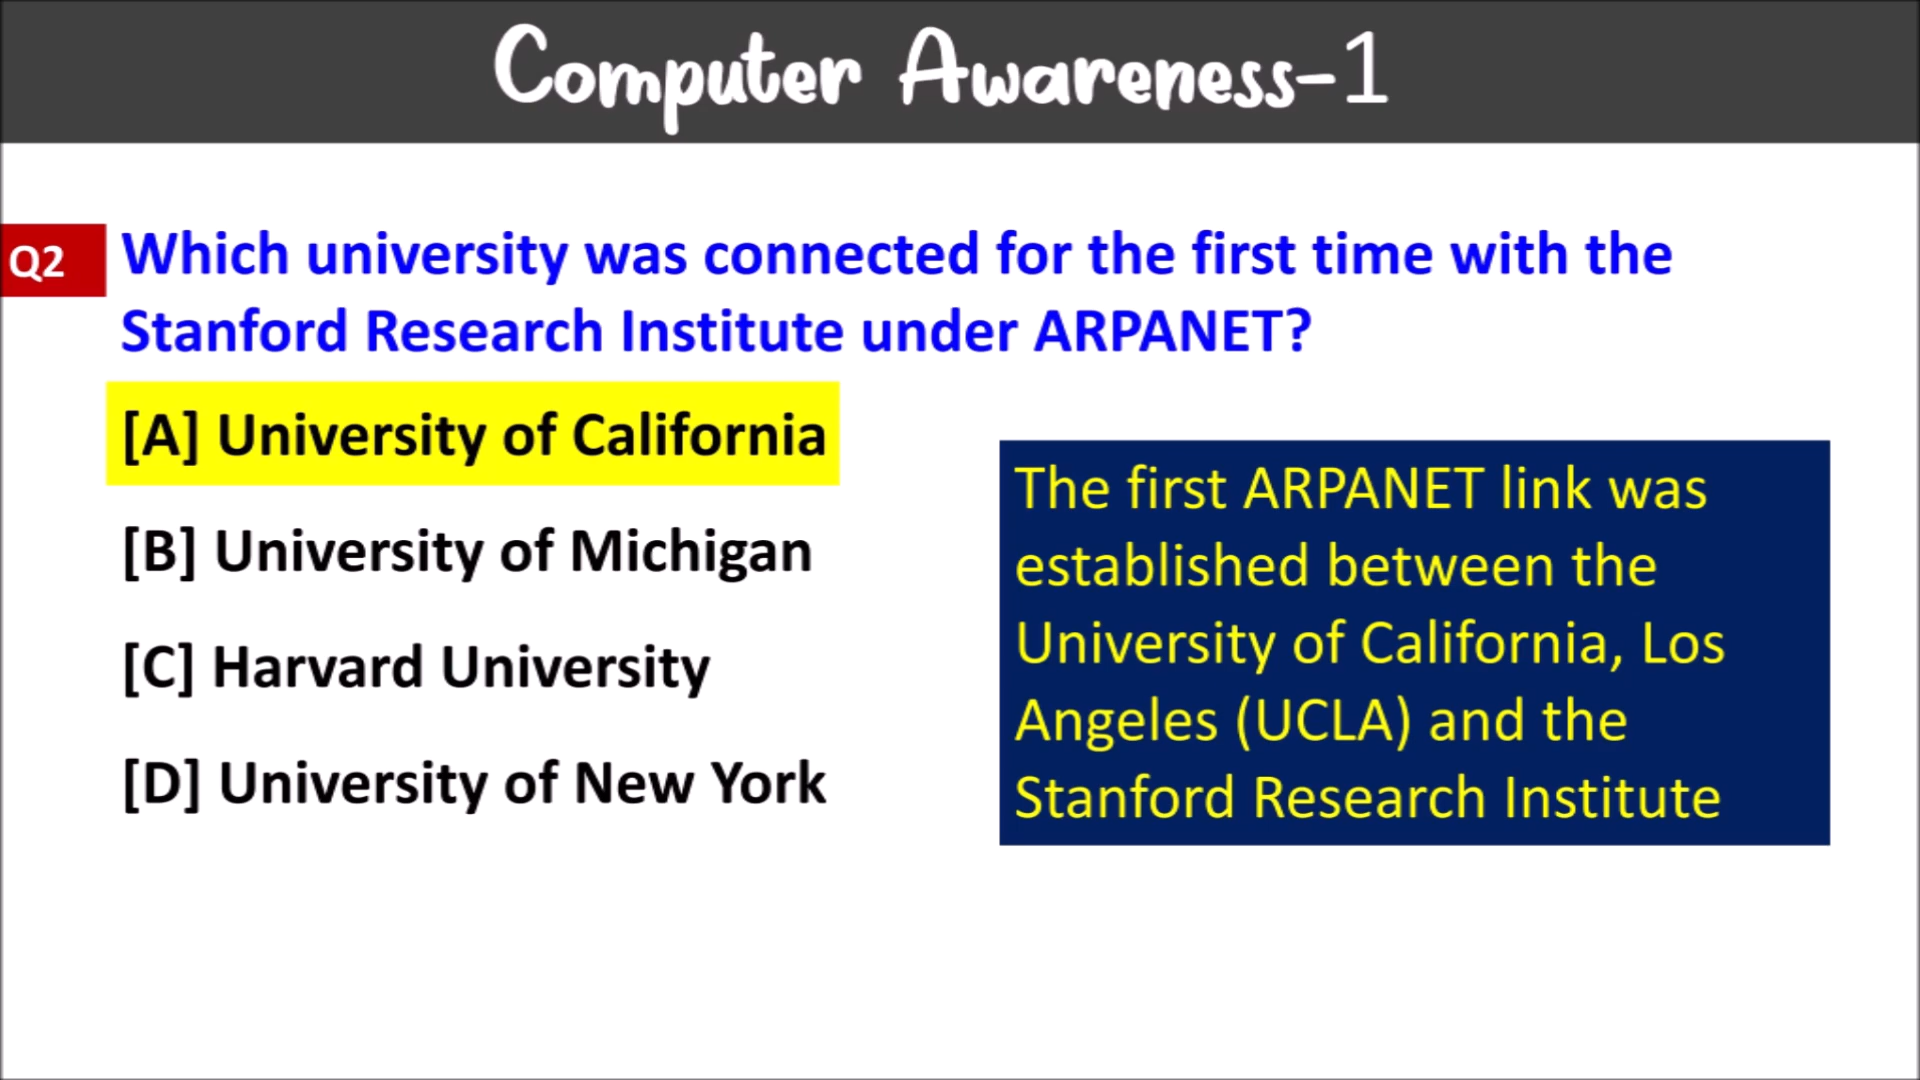 Computer Awareness-1
Q2
Which university was connected for the first time with the
Stanford Research Institute under ARPANET?
[A] University of California
[B] University of Michigan
[C] Harvard University
[D] University of New York
The first ARPANET link was
established between the
University of California, Los
Angeles (UCLA) and the
Stanford Research Institute